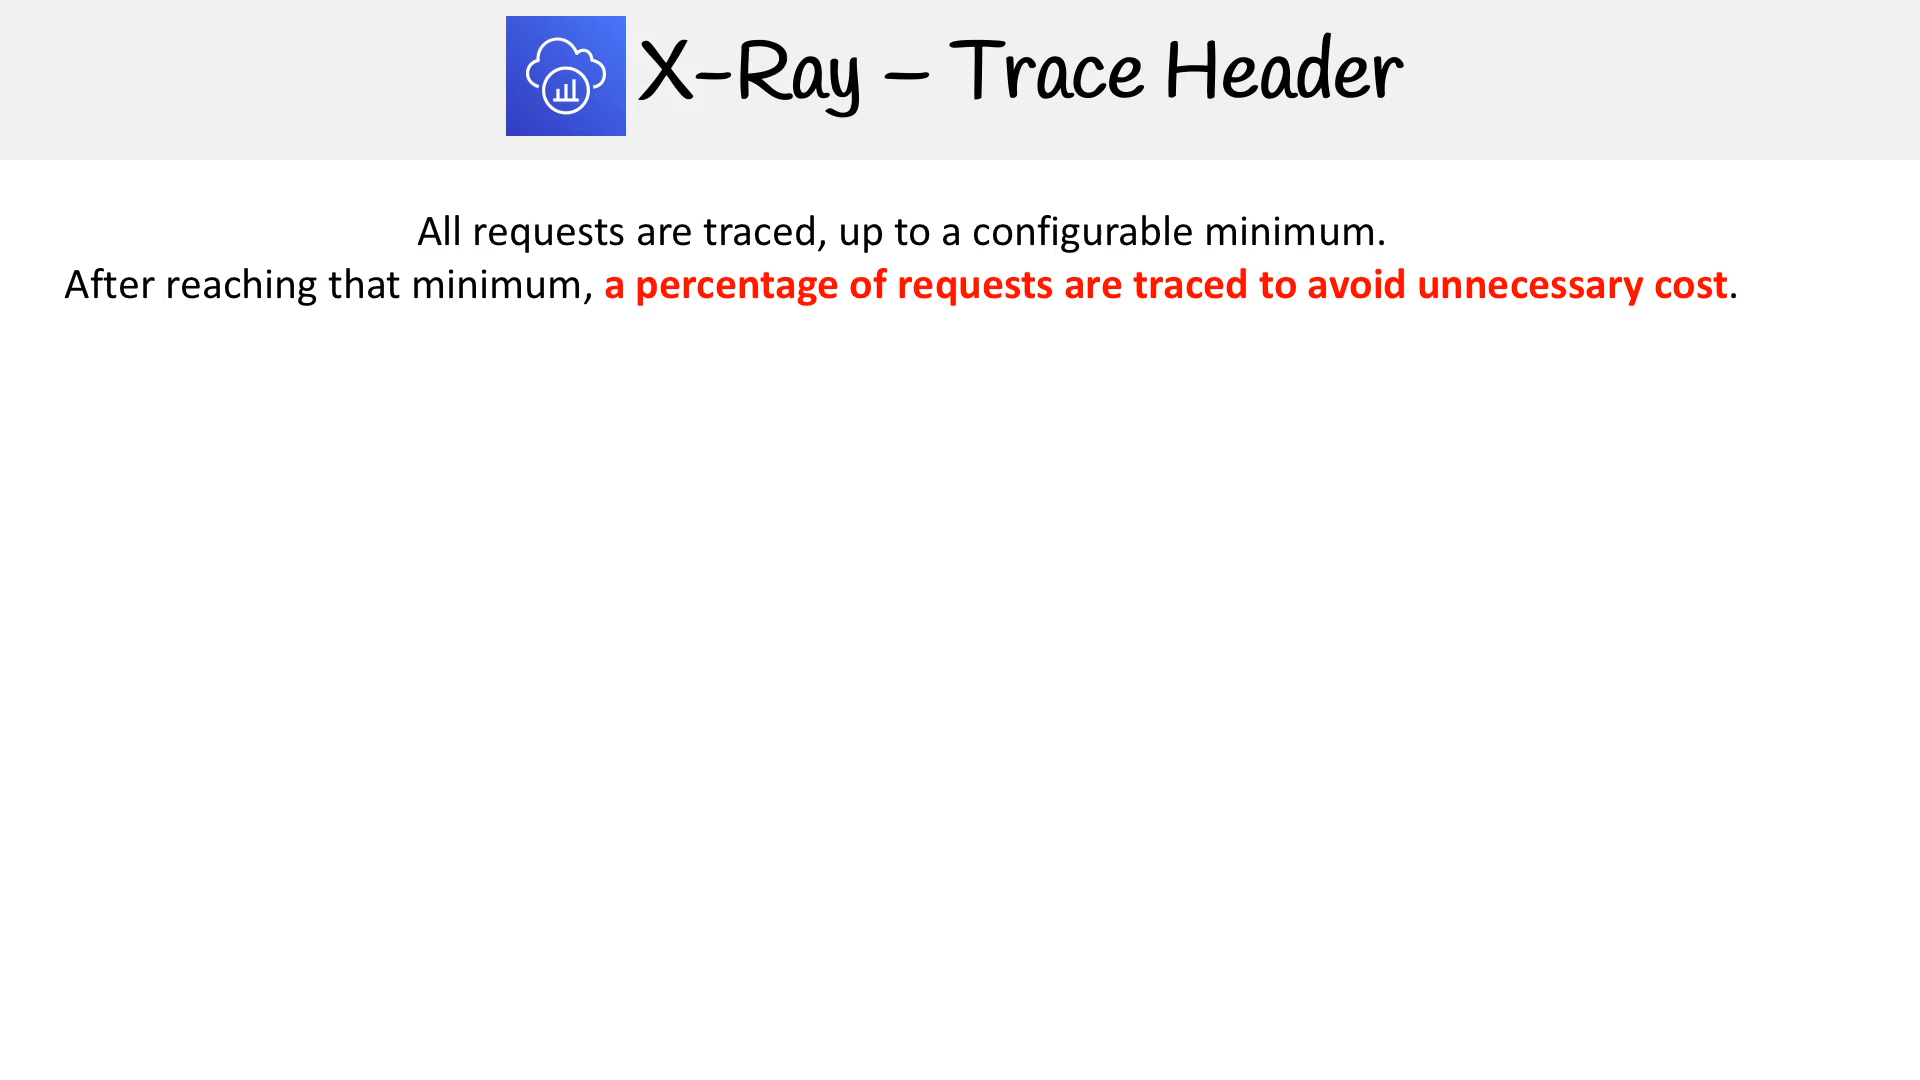 X-Ray – Trace Header
All requests are traced, up to a configurable minimum.
After reaching that minimum, a percentage of requests are traced to avoid unnecessary cost.